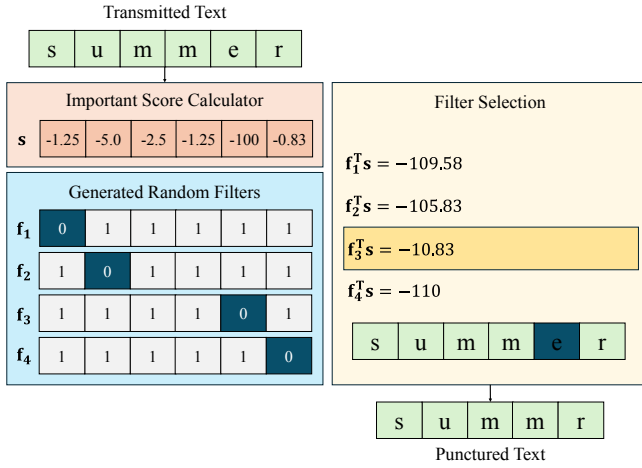 Transmitted Text
s u m m e r
Important Score Calculator
s -1.25 -5.0 -2.5 -1.25 -100 -0.83
Generated Random Filters
f₁ 0 1 1 1 1 1
f₂ 1 0 1 1 1 1
f₃ 1 1 1 1 0 1
f₄ 1 1 1 1 1 0
Filter Selection
f₁ᵀs = −109.58
f₂ᵀs = −105.83
f₃ᵀs = −10.83
f₄ᵀs = −110
s u m m e r
s u m m r
Punctured Text